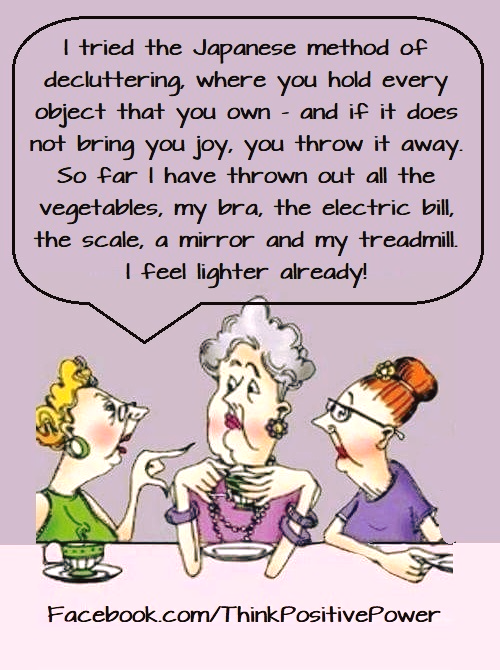 I tried the Japanese method of
decluttering, where you hold every
object that you own - and if it does
not bring you joy, you throw it away.
So far I have thrown out all the
vegetables, my bra, the electric bill,
the scale, a mirror and my treadmill.
I feel lighter already!
Facebook.com/ThinkPositivePower